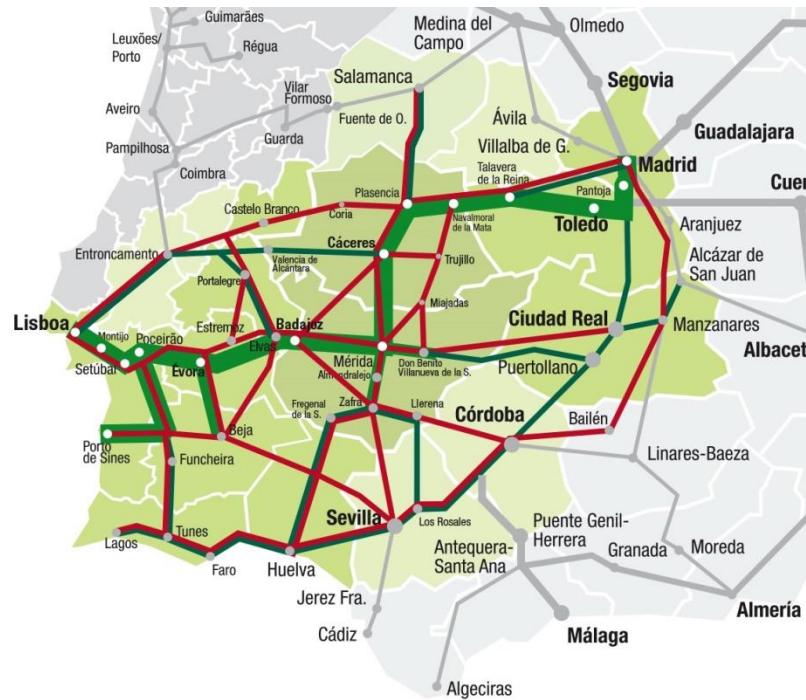 Guimarães
Leuxões/
Porto
Régua
Medina del
Campo
Olmedo
Salamanca
Segovia
Vilar
Formoso
Aveiro
Fuente de O.
Ávila
Guarda
Guadalajara
Villalba de G.
Pampilhosa
Coimbra
Talavera
de la Reina
Madrid
Pantoja
Plasencia
Cuer
Castelo Branco
Coria
Navalmoral
de la Mata
Toledo
Aranjuez
Entroncamento
Cáceres
Valencia de
Alcántara
Trujillo
Alcázar de
San Juan
Portalegre
Miajadas
Lisboa
Montijo
Poceirão
Estremoz
Badajoz
Elvas
Ciudad Real
Manzanares
Setúbar
Évora
Mérida
Almendralejo
Don Benito
Villanueva de la S.
Puertollano
Albacet
Fregenal
de la S.
Zafra
Llerena
Córdoba
Bailén
Beja
Porto
de Sines
Funcheira
Linares-Baeza
Sevilla
Los Rosales
Puente Genil-
Herrera
Lagos
Tunes
Faro
Huelva
Antequera-
Santa Ana
Granada
Moreda
Jerez Fra.
Almería
Cádiz
Málaga
Algeciras